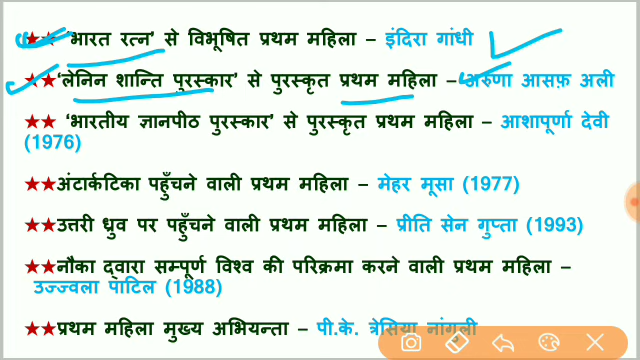 ★★ 'भारत रत्न' से विभूषित प्रथम महिला – इंदिरा गांधी
★★'लेनिन शान्ति पुरस्कार' से पुरस्कृत प्रथम महिला – अरुणा आसफ़ अली
★★ 'भारतीय ज्ञानपीठ पुरस्कार' से पुरस्कृत प्रथम महिला – आशापूर्णा देवी
(1976)
★★अंटार्कटिका पहुँचने वाली प्रथम महिला – मेहर मूसा (1977)
★★उत्तरी ध्रुव पर पहुँचने वाली प्रथम महिला – प्रीति सेन गुप्ता (1993)
★★नौका द्वारा सम्पूर्ण विश्व की परिक्रमा करने वाली प्रथम महिला –
उज्ज्वला पाटिल (1988)
★★प्रथम महिला मुख्य अभियन्ता – पी.के. त्रेसिया नांगुली